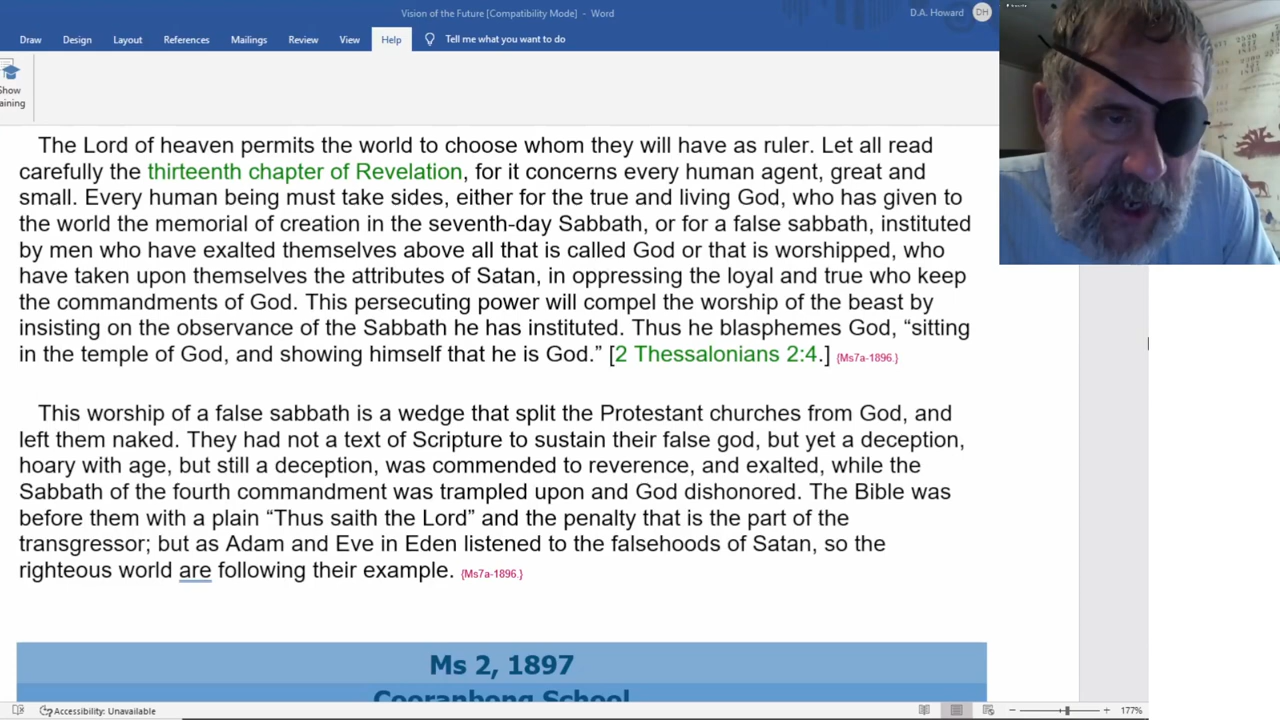 Vision of the Future [Compatibility Mode] - Word
D.A. Howard
DH
Draw
Design
Layout
References
Mailings
Review
View
Help
Tell me what you want to do
Show
aining
The Lord of heaven permits the world to choose whom they will have as ruler. Let all read
carefully the thirteenth chapter of Revelation, for it concerns every human agent, great and
small. Every human being must take sides, either for the true and living God, who has given to
the world the memorial of creation in the seventh-day Sabbath, or for a false sabbath, instituted
by men who have exalted themselves above all that is called God or that is worshipped, who
have taken upon themselves the attributes of Satan, in oppressing the loyal and true who keep
the commandments of God. This persecuting power will compel the worship of the beast by
insisting on the observance of the Sabbath he has instituted. Thus he blasphemes God, “sitting
in the temple of God, and showing himself that he is God.” [2 Thessalonians 2:4.] {Ms7a-1896.}
This worship of a false sabbath is a wedge that split the Protestant churches from God, and
left them naked. They had not a text of Scripture to sustain their false god, but yet a deception,
hoary with age, but still a deception, was commended to reverence, and exalted, while the
Sabbath of the fourth commandment was trampled upon and God dishonored. The Bible was
before them with a plain “Thus saith the Lord” and the penalty that is the part of the
transgressor; but as Adam and Eve in Eden listened to the falsehoods of Satan, so the
righteous world are following their example. {Ms7a-1896.}
Ms 2, 1897
Cooranbong School
Accessibility: Unavailable
177%